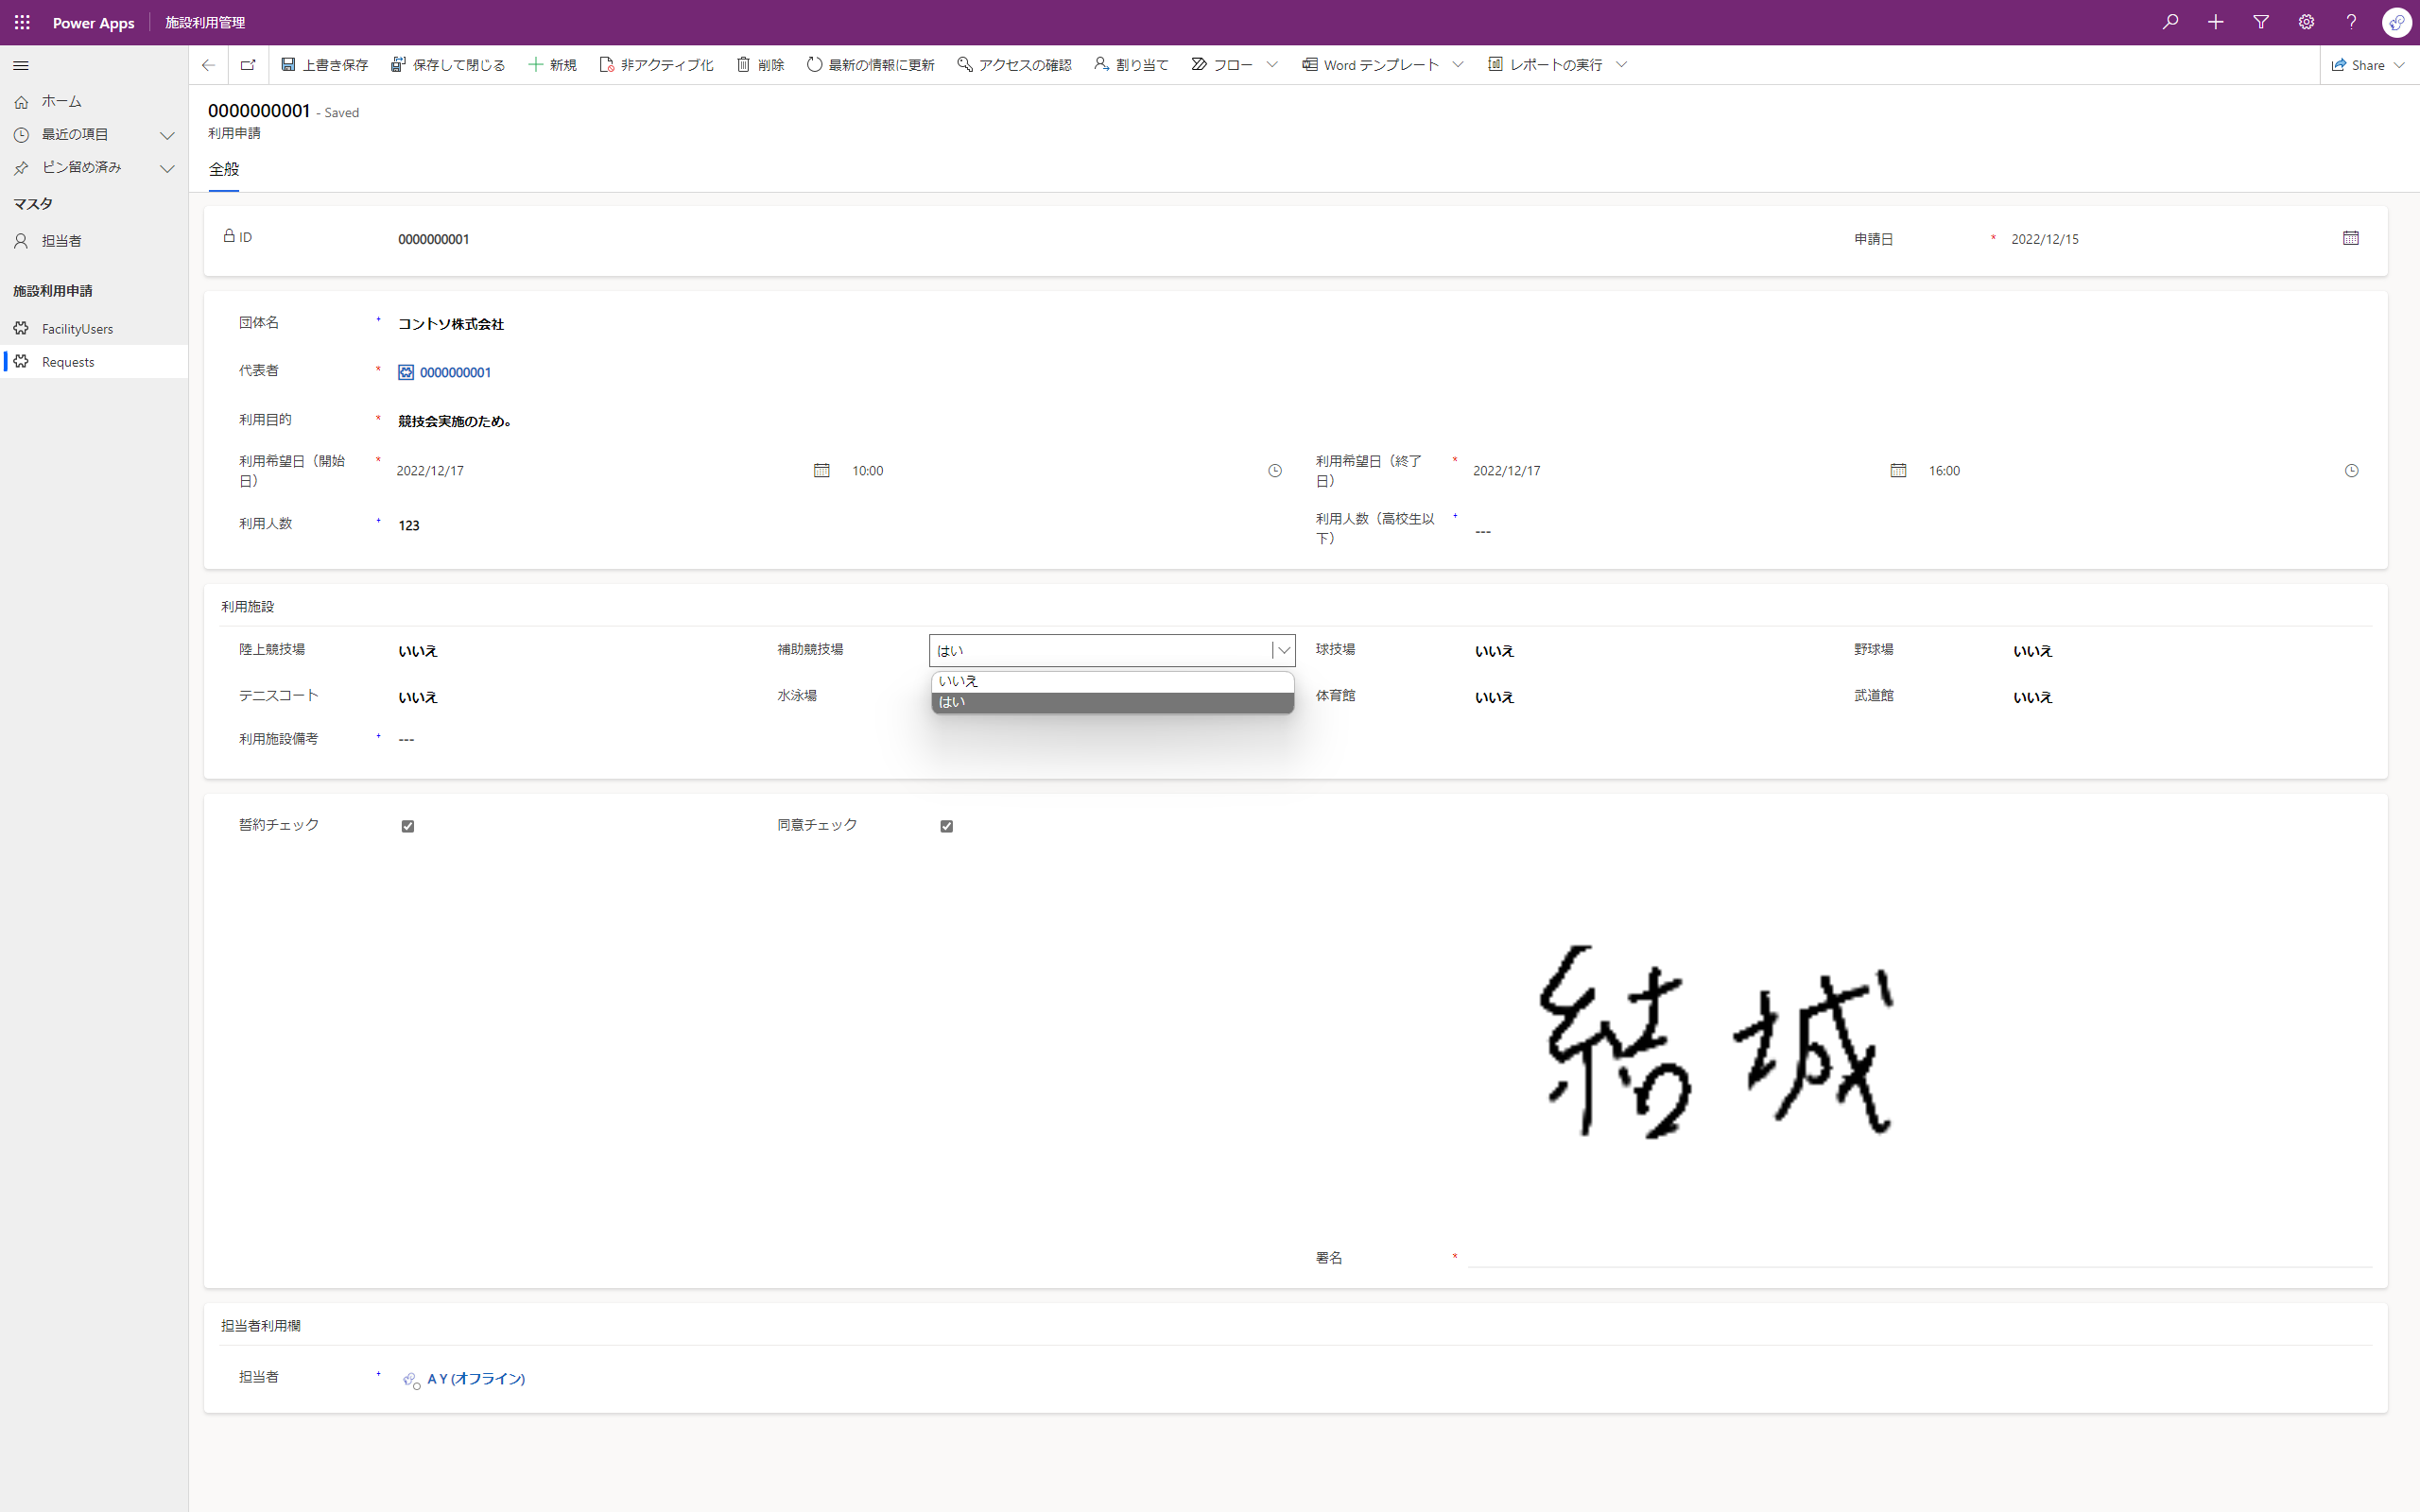 Power Apps 施設利用管理
上書き保存 保存して閉じる 新規 非アクティブ化 削除 最新の情報に更新 アクセスの確認 割り当て フロー Word テンプレート レポートの実行 Share
ホーム
最近の項目
ピン留め済み
マスタ
担当者
施設利用申請
FacilityUsers
Requests
0000000001 - Saved
利用申請
全般
ID 0000000001 申請日 * 2022/12/15
団体名 + コントソ株式会社
代表者 * 0000000001
利用目的 * 競技会実施のため。
利用希望日（開始日） * 2022/12/17 10:00 利用希望日（終了日） * 2022/12/17 16:00
利用人数 + 123 利用人数（高校生以下） + ---
利用施設
陸上競技場 いいえ 補助競技場 はい 球技場 いいえ 野球場 いいえ
いいえ
はい
テニスコート いいえ 水泳場 体育館 いいえ 武道館 いいえ
利用施設備考 + ---
誓約チェック 同意チェック
結城
署名 *
担当者利用欄
担当者 + A Y (オフライン)